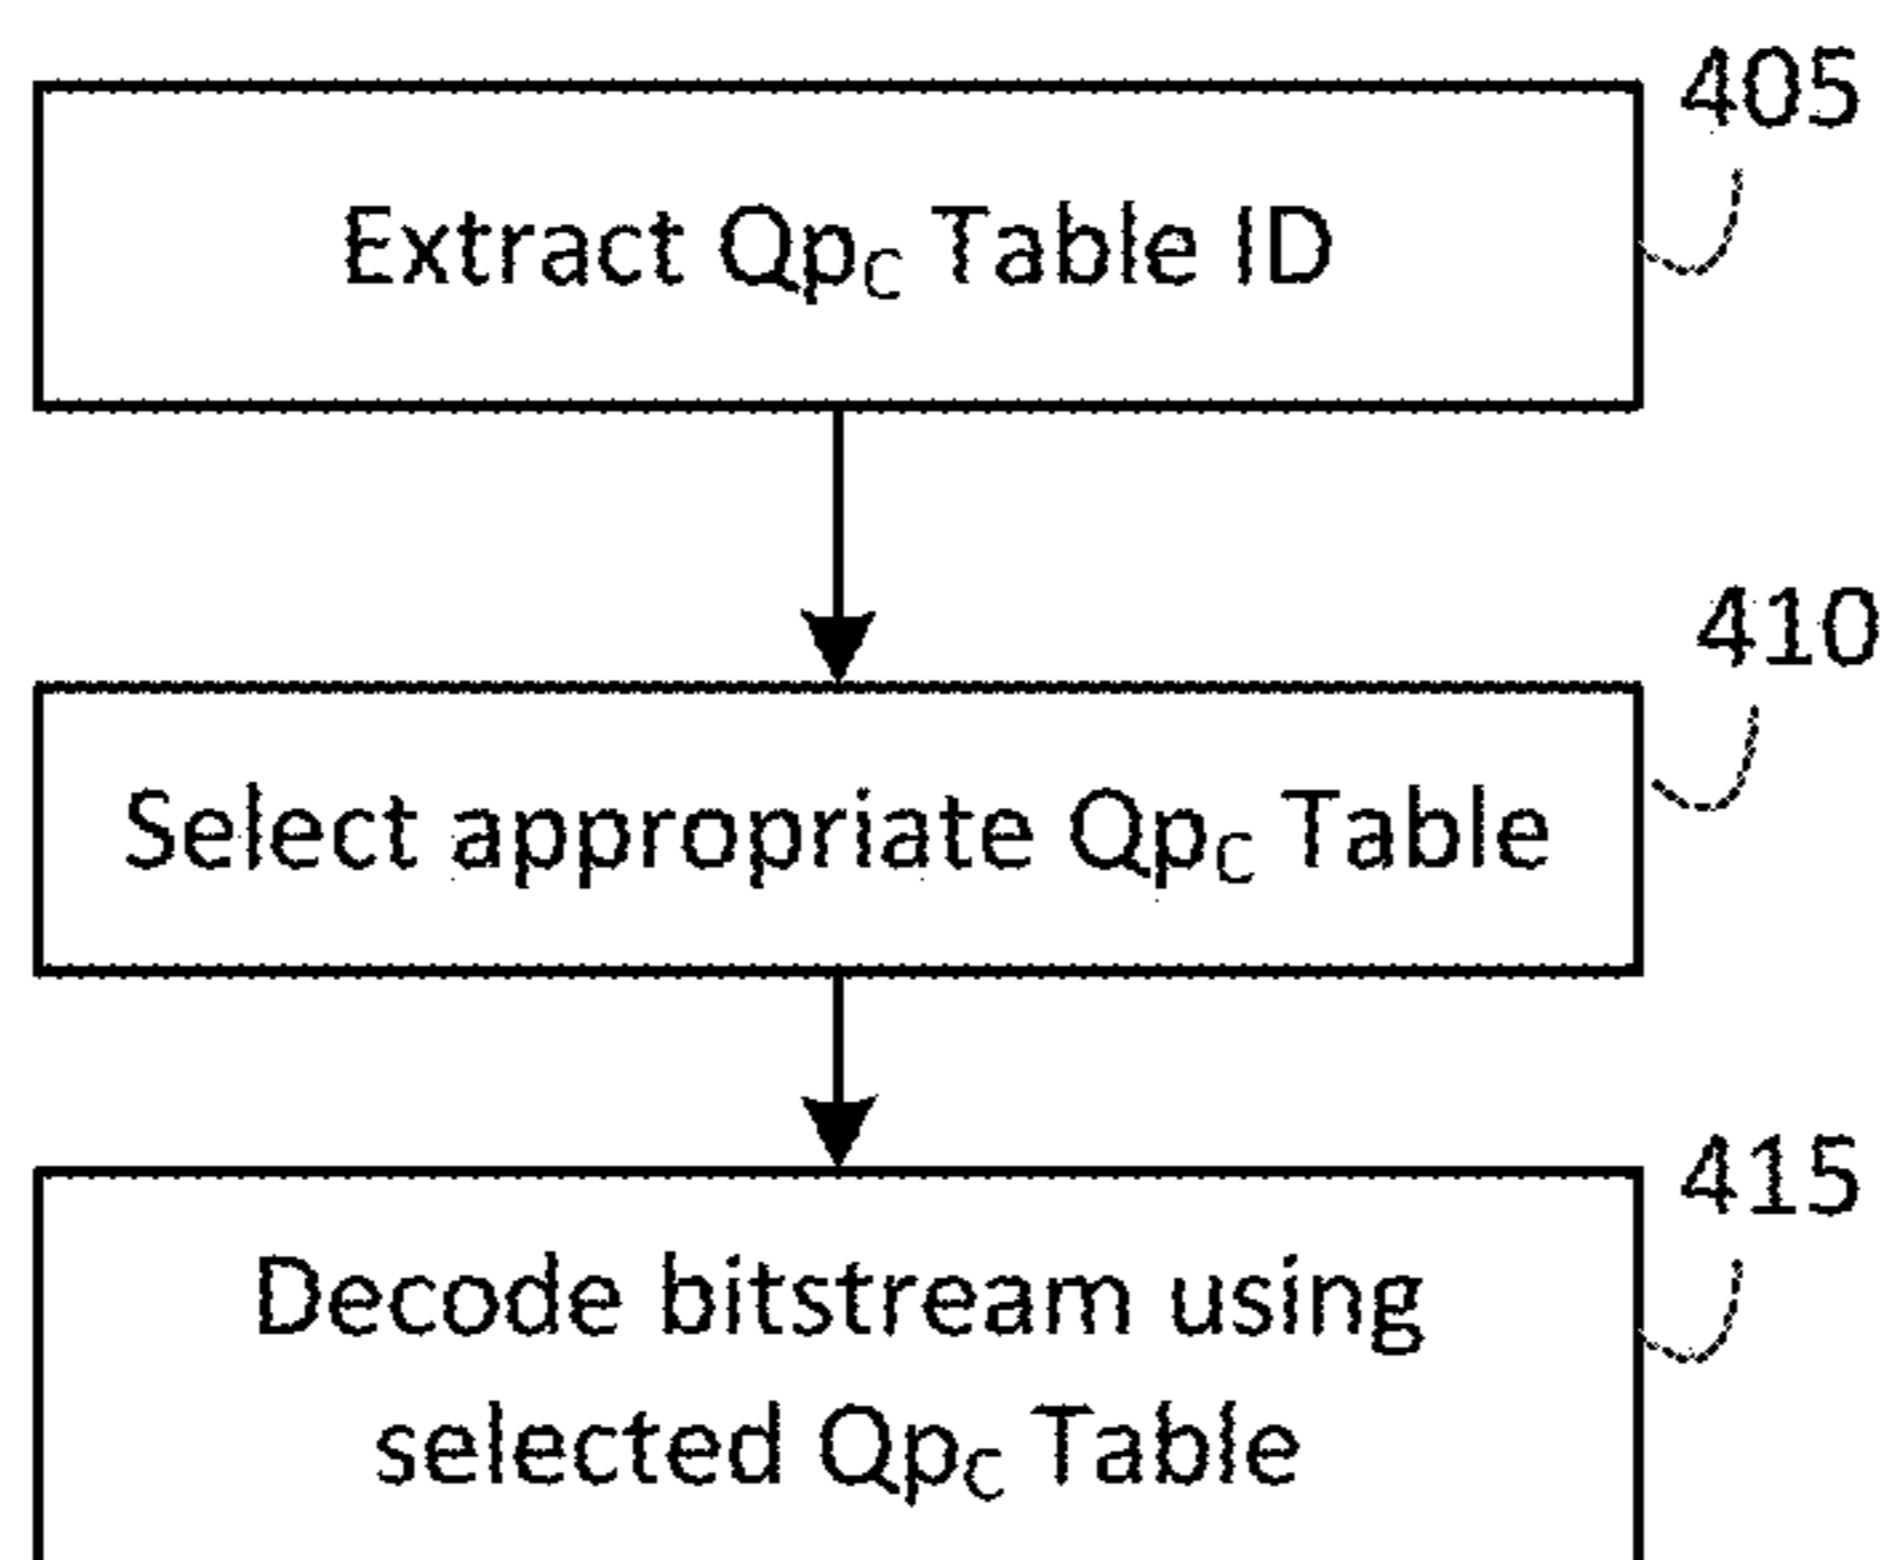 405
Extract Qp_C Table ID
410
Select appropriate Qp_C Table
415
Decode bitstream using
selected Qp_C Table